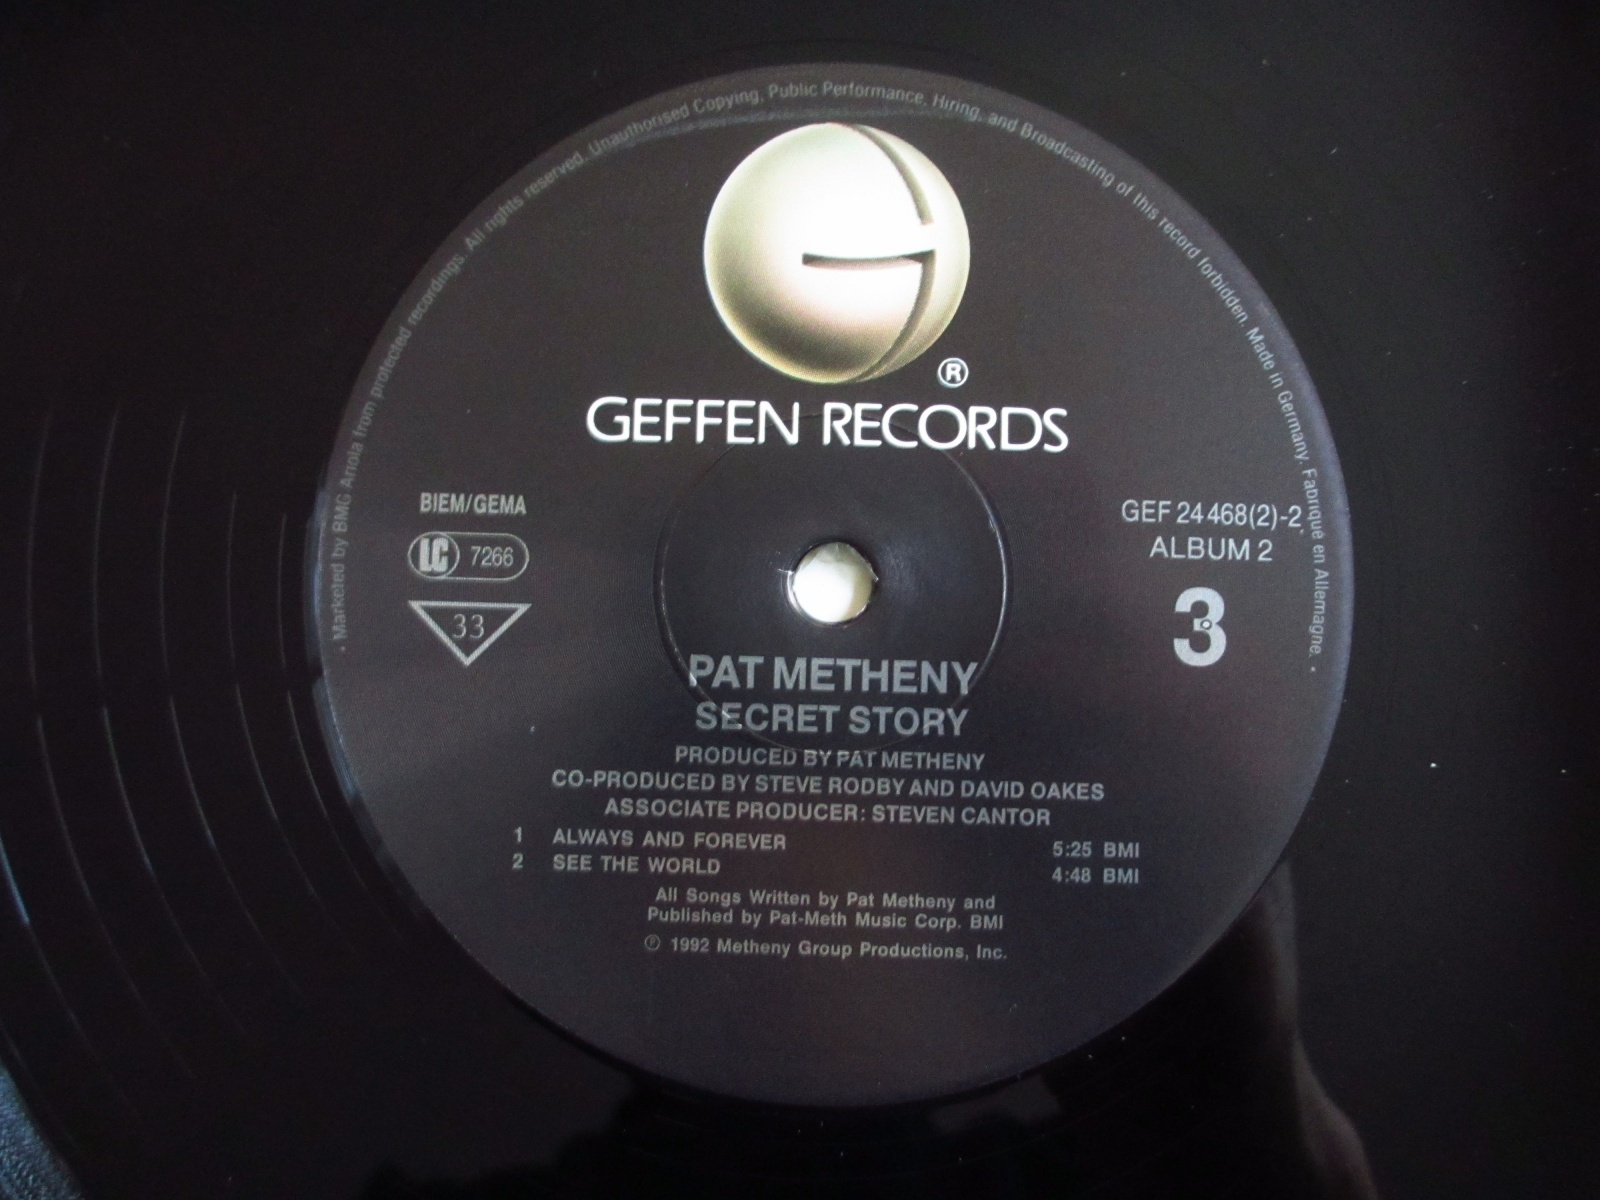 Marketed by BMG Ariola from protected recordings. All rights reserved. Unauthorised Copying, Public Performance, Hiring, and Broadcasting of this record forbidden. Made in Germany. Fabriqué en Allemagne.
®
GEFFEN RECORDS
BIEM/GEMA
LC 7266
33
GEF 24 468(2)-2
ALBUM 2
3
PAT METHENY
SECRET STORY
PRODUCED BY PAT METHENY
CO-PRODUCED BY STEVE RODBY AND DAVID OAKES
ASSOCIATE PRODUCER: STEVEN CANTOR
1 ALWAYS AND FOREVER 5:25 BMI
2 SEE THE WORLD 4:48 BMI
All Songs Written by Pat Metheny and
Published by Pat-Meth Music Corp. BMI
℗ 1992 Metheny Group Productions, Inc.